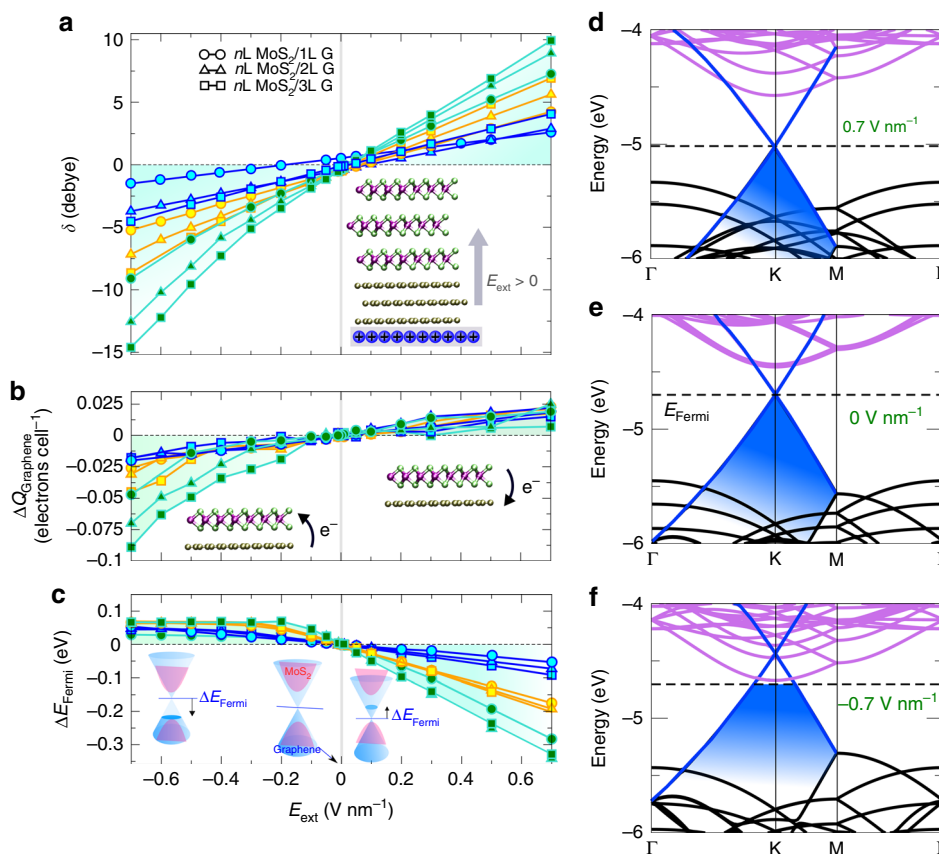 a
10
5
0
−5
−10
−15
δ (debye)
nL MoS2/1L G
nL MoS2/2L G
nL MoS2/3L G
Eext > 0
+ + + + + + + + + +
b
0.025
0
−0.025
−0.05
−0.075
−0.1
ΔQGraphene
(electrons cell−1)
e−
e−
c
0.1
0
−0.1
−0.2
−0.3
ΔEFermi (eV)
MoS2
ΔEFermi
ΔEFermi
Graphene
−0.6 −0.4 −0.2 0 0.2 0.4 0.6
Eext (V nm−1)
d
−4
−5
−6
Energy (eV)
0.7 V nm−1
Γ K M Γ
e
−4
−5
−6
Energy (eV)
EFermi
0 V nm−1
Γ K M Γ
f
−4
−5
−6
Energy (eV)
−0.7 V nm−1
Γ K M Γ